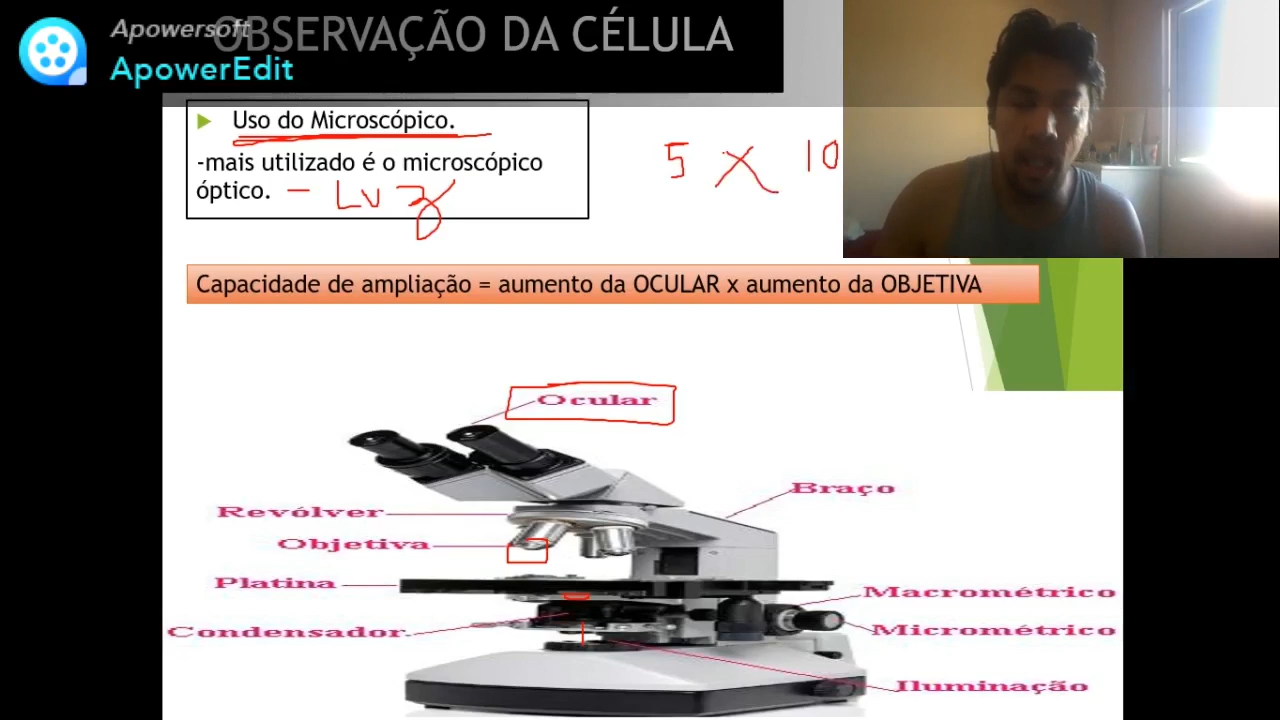 Apowersoft
ApowerEdit
OBSERVAÇÃO DA CÉLULA
Uso do Microscópico.
-mais utilizado é o microscópico
óptico. - Luz
5 X 10
Capacidade de ampliação = aumento da OCULAR x aumento da OBJETIVA
Ocular
Braço
Revólver
Objetiva
Platina
Macrométrico
Condensador.
Micrométrico
Iluminação